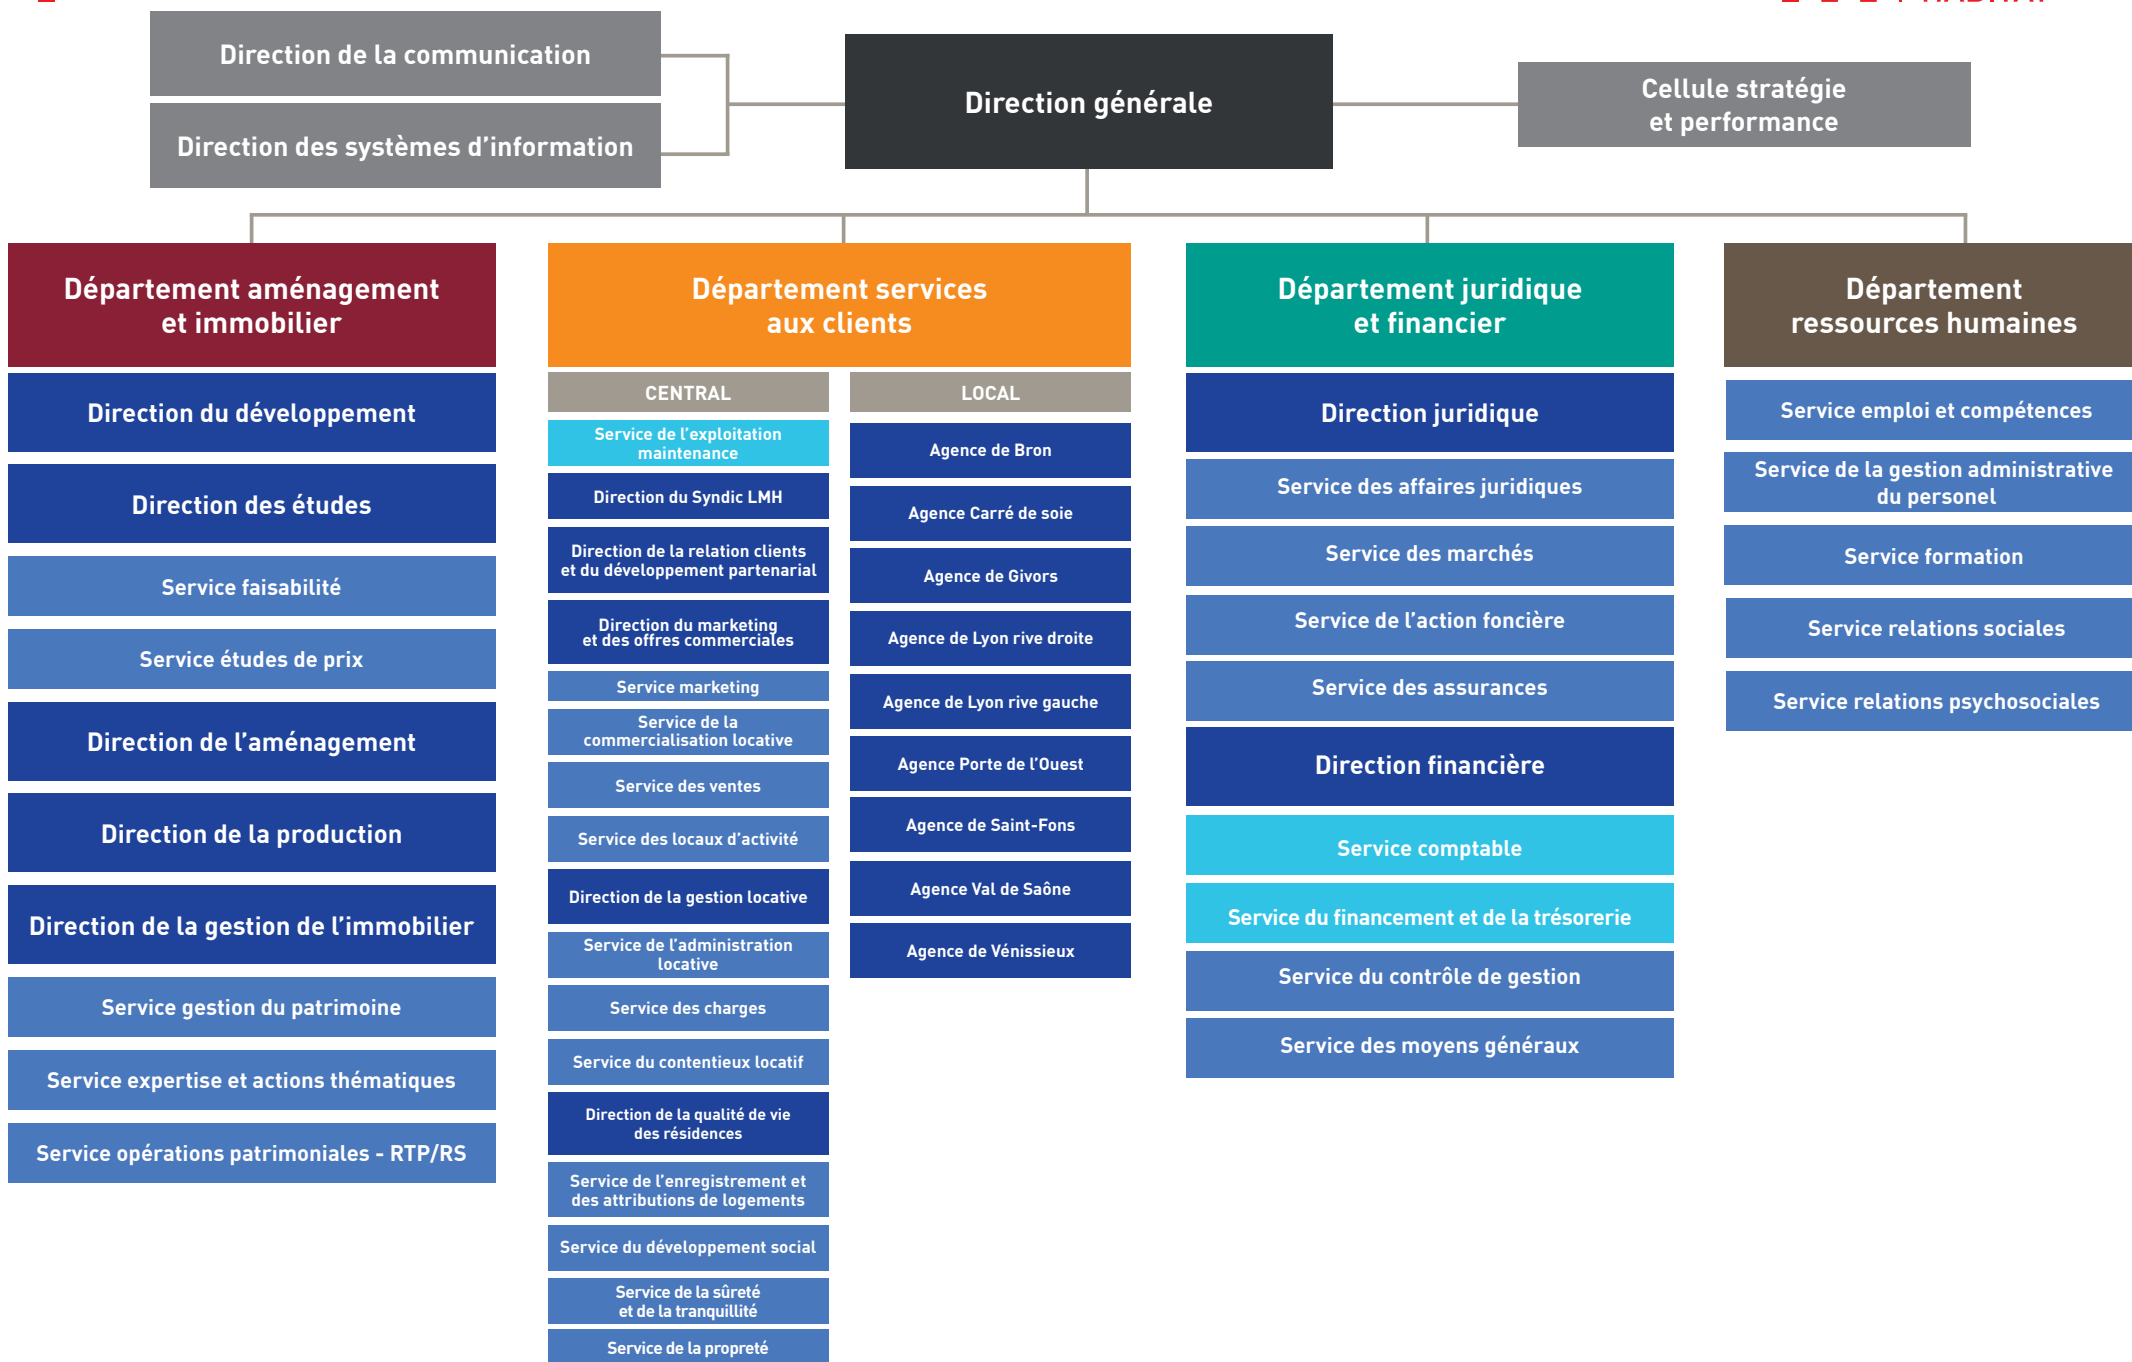 Direction de la communication
Direction des systèmes d’information
Direction générale
Cellule stratégie
et performance
Département aménagement
et immobilier
Direction du développement
Direction des études
Service faisabilité
Service études de prix
Direction de l’aménagement
Direction de la production
Direction de la gestion de l’immobilier
Service gestion du patrimoine
Service expertise et actions thématiques
Service opérations patrimoniales - RTP/RS
Département services
aux clients
CENTRAL
Service de l’exploitation
maintenance
Direction du Syndic LMH
Direction de la relation clients
et du développement partenarial
Direction du marketing
et des offres commerciales
Service marketing
Service de la
commercialisation locative
Service des ventes
Service des locaux d’activité
Direction de la gestion locative
Service de l’administration
locative
Service des charges
Service du contentieux locatif
Direction de la qualité de vie
des résidences
Service de l’enregistrement et
des attributions de logements
Service du développement social
Service de la sûreté
et de la tranquillité
Service de la propreté
LOCAL
Agence de Bron
Agence Carré de soie
Agence de Givors
Agence de Lyon rive droite
Agence de Lyon rive gauche
Agence Porte de l’Ouest
Agence de Saint-Fons
Agence Val de Saône
Agence de Vénissieux
Département juridique
et financier
Direction juridique
Service des affaires juridiques
Service des marchés
Service de l’action foncière
Service des assurances
Direction financière
Service comptable
Service du financement et de la trésorerie
Service du contrôle de gestion
Service des moyens généraux
Département
ressources humaines
Service emploi et compétences
Service de la gestion administrative
du personel
Service formation
Service relations sociales
Service relations psychosociales